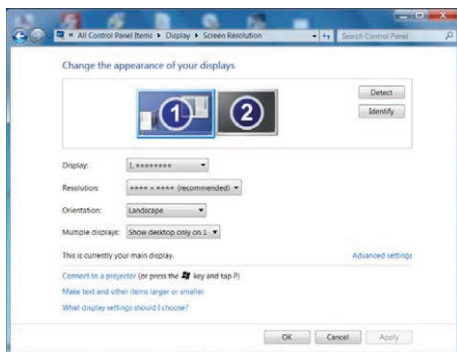 « All Control Panel Items ▸ Display ▸ Screen Resolution
Search Control Panel
Change the appearance of your displays
1 2
Detect
Identify
Display: 1. ********
Resolution: **** × **** (recommended)
Orientation: Landscape
Multiple displays: Show desktop only on 1
This is currently your main display.
Advanced settings
Connect to a projector (or press the key and tap P)
Make text and other items larger or smaller
What display settings should I choose?
OK Cancel Apply